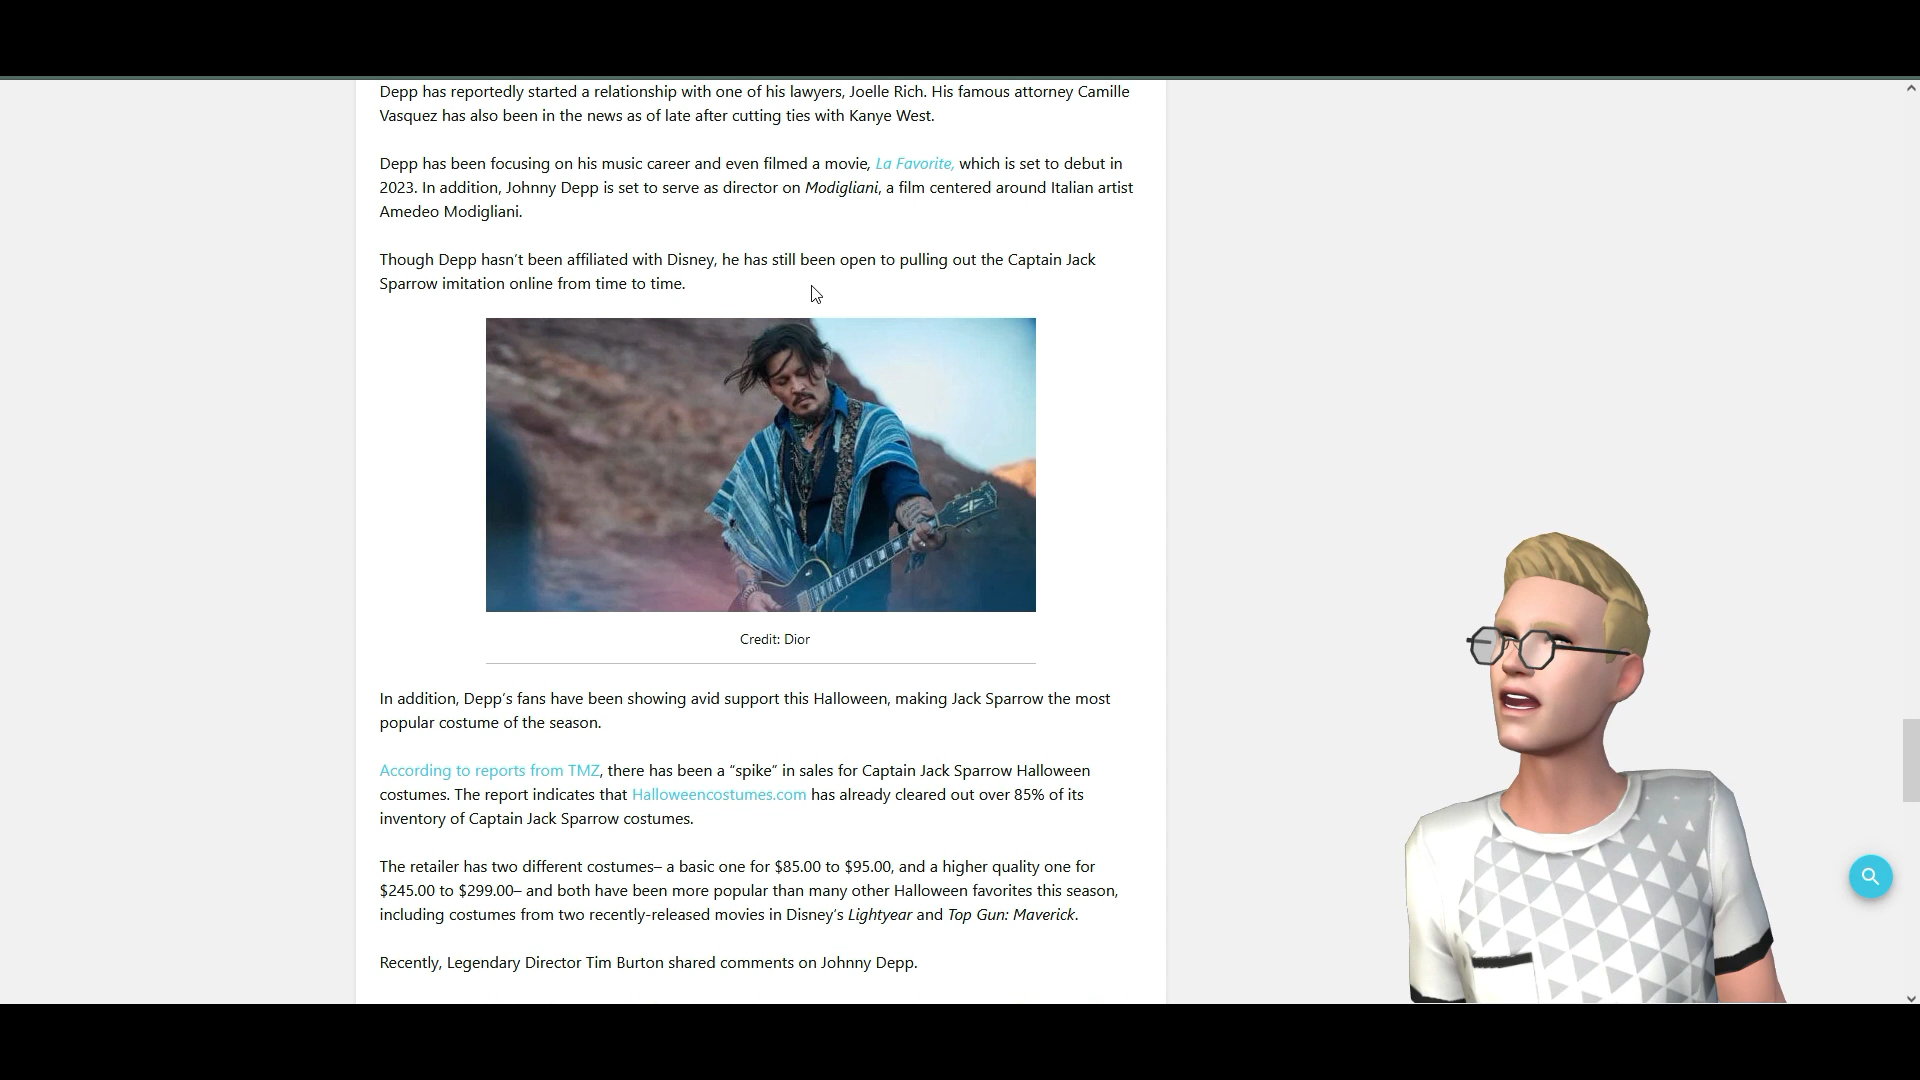 Depp has reportedly started a relationship with one of his lawyers, Joelle Rich. His famous attorney Camille
Vasquez has also been in the news as of late after cutting ties with Kanye West.
Depp has been focusing on his music career and even filmed a movie, La Favorite, which is set to debut in
2023. In addition, Johnny Depp is set to serve as director on Modigliani, a film centered around Italian artist
Amedeo Modigliani.
Though Depp hasn’t been affiliated with Disney, he has still been open to pulling out the Captain Jack
Sparrow imitation online from time to time.
Credit: Dior
In addition, Depp’s fans have been showing avid support this Halloween, making Jack Sparrow the most
popular costume of the season.
According to reports from TMZ, there has been a “spike” in sales for Captain Jack Sparrow Halloween
costumes. The report indicates that Halloweencostumes.com has already cleared out over 85% of its
inventory of Captain Jack Sparrow costumes.
The retailer has two different costumes– a basic one for $85.00 to $95.00, and a higher quality one for
$245.00 to $299.00– and both have been more popular than many other Halloween favorites this season,
including costumes from two recently-released movies in Disney’s Lightyear and Top Gun: Maverick.
Recently, Legendary Director Tim Burton shared comments on Johnny Depp.